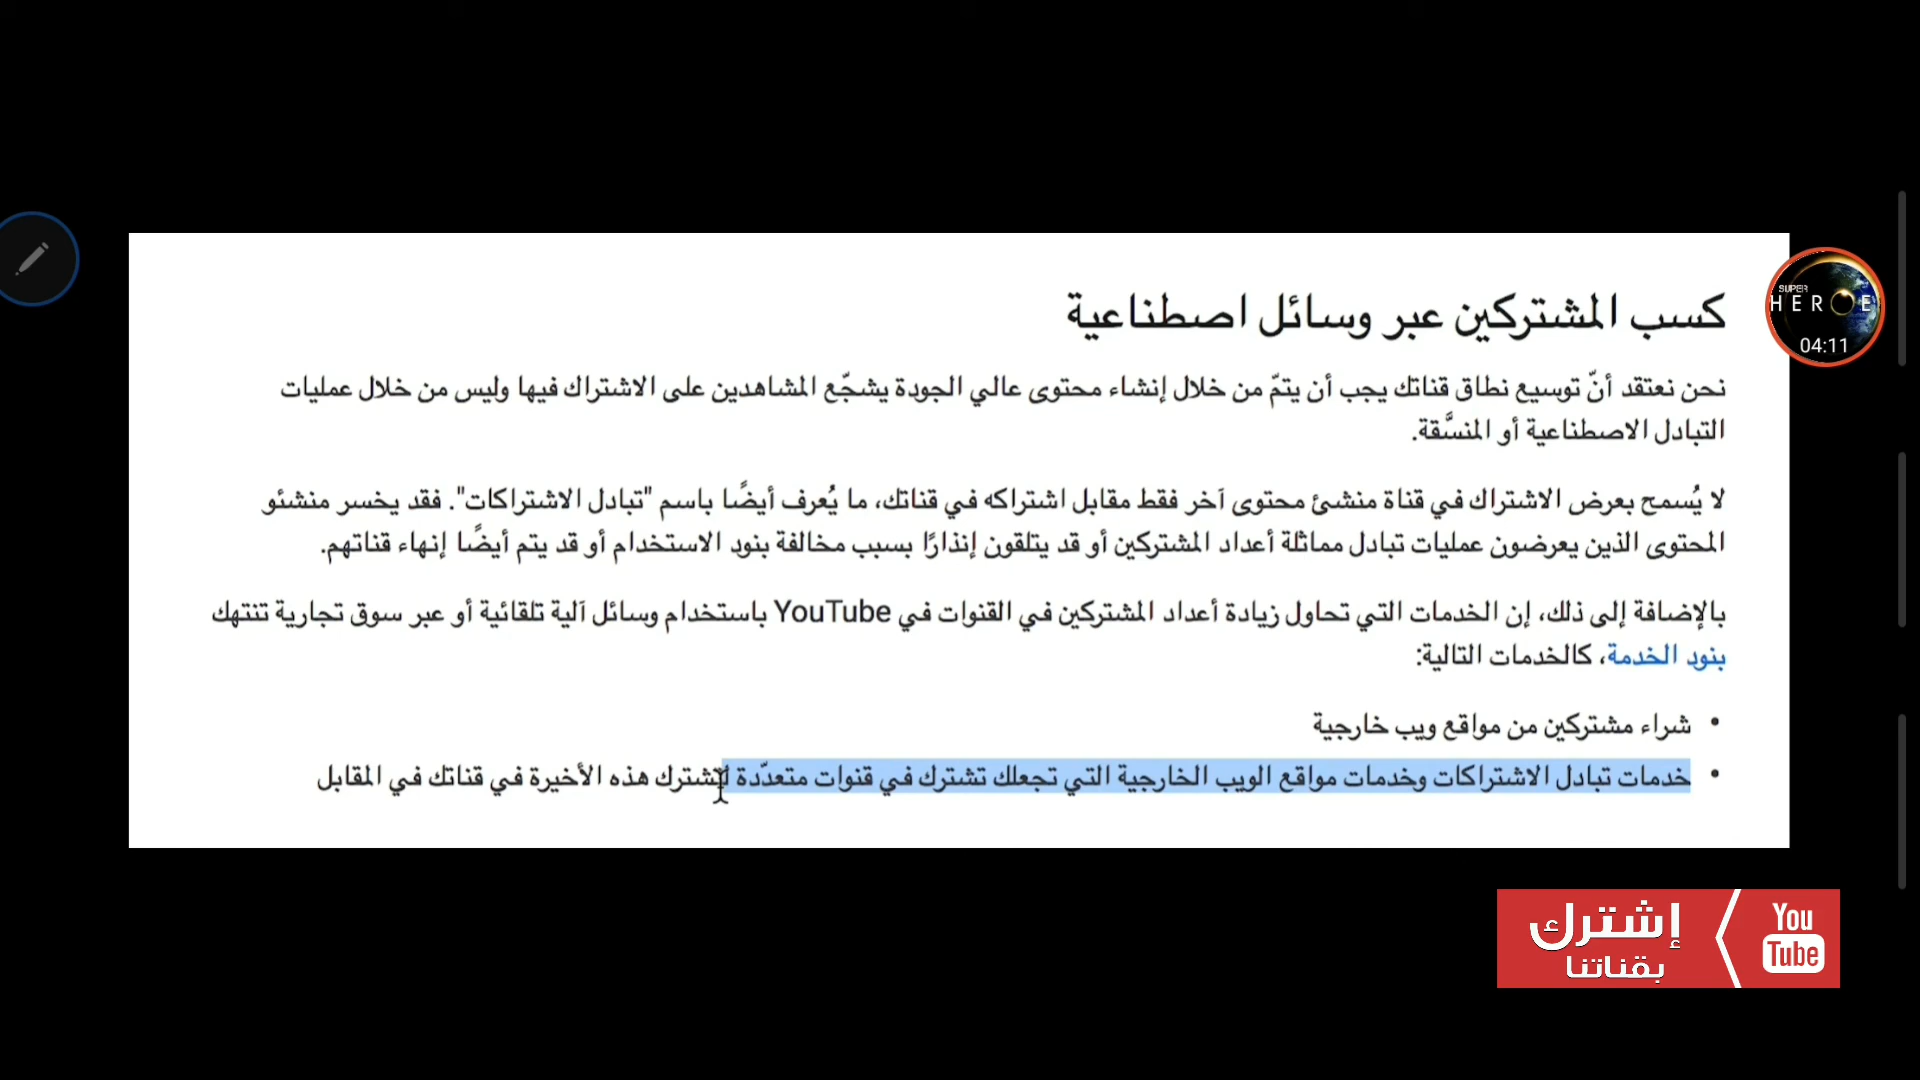 كسب المشتركين عبر وسائل اصطناعية
نحن نعتقد أنّ توسيع نطاق قناتك يجب أن يتمّ من خلال إنشاء محتوى عالي الجودة يشجّع المشاهدين على الاشتراك فيها وليس من خلال عمليات
التبادل الاصطناعية أو المنسَّقة.
لا يُسمح بعرض الاشتراك في قناة منشئ محتوى آخر فقط مقابل اشتراكه في قناتك، ما يُعرف أيضًا باسم "تبادل الاشتراكات". فقد يخسر منشئو
المحتوى الذين يعرضون عمليات تبادل مماثلة أعداد المشتركين أو قد يتلقون إنذارًا بسبب مخالفة بنود الاستخدام أو قد يتم أيضًا إنهاء قناتهم.
بالإضافة إلى ذلك، إن الخدمات التي تحاول زيادة أعداد المشتركين في القنوات في YouTube باستخدام وسائل آلية تلقائية أو عبر سوق تجارية تنتهك
بنود الخدمة، كالخدمات التالية:
• شراء مشتركين من مواقع ويب خارجية
• خدمات تبادل الاشتراكات وخدمات مواقع الويب الخارجية التي تجعلك تشترك في قنوات متعدّدة لتشترك هذه الأخيرة في قناتك في المقابل
SUPER
HEROE
04:11
إشترك
بقناتنا
You
Tube